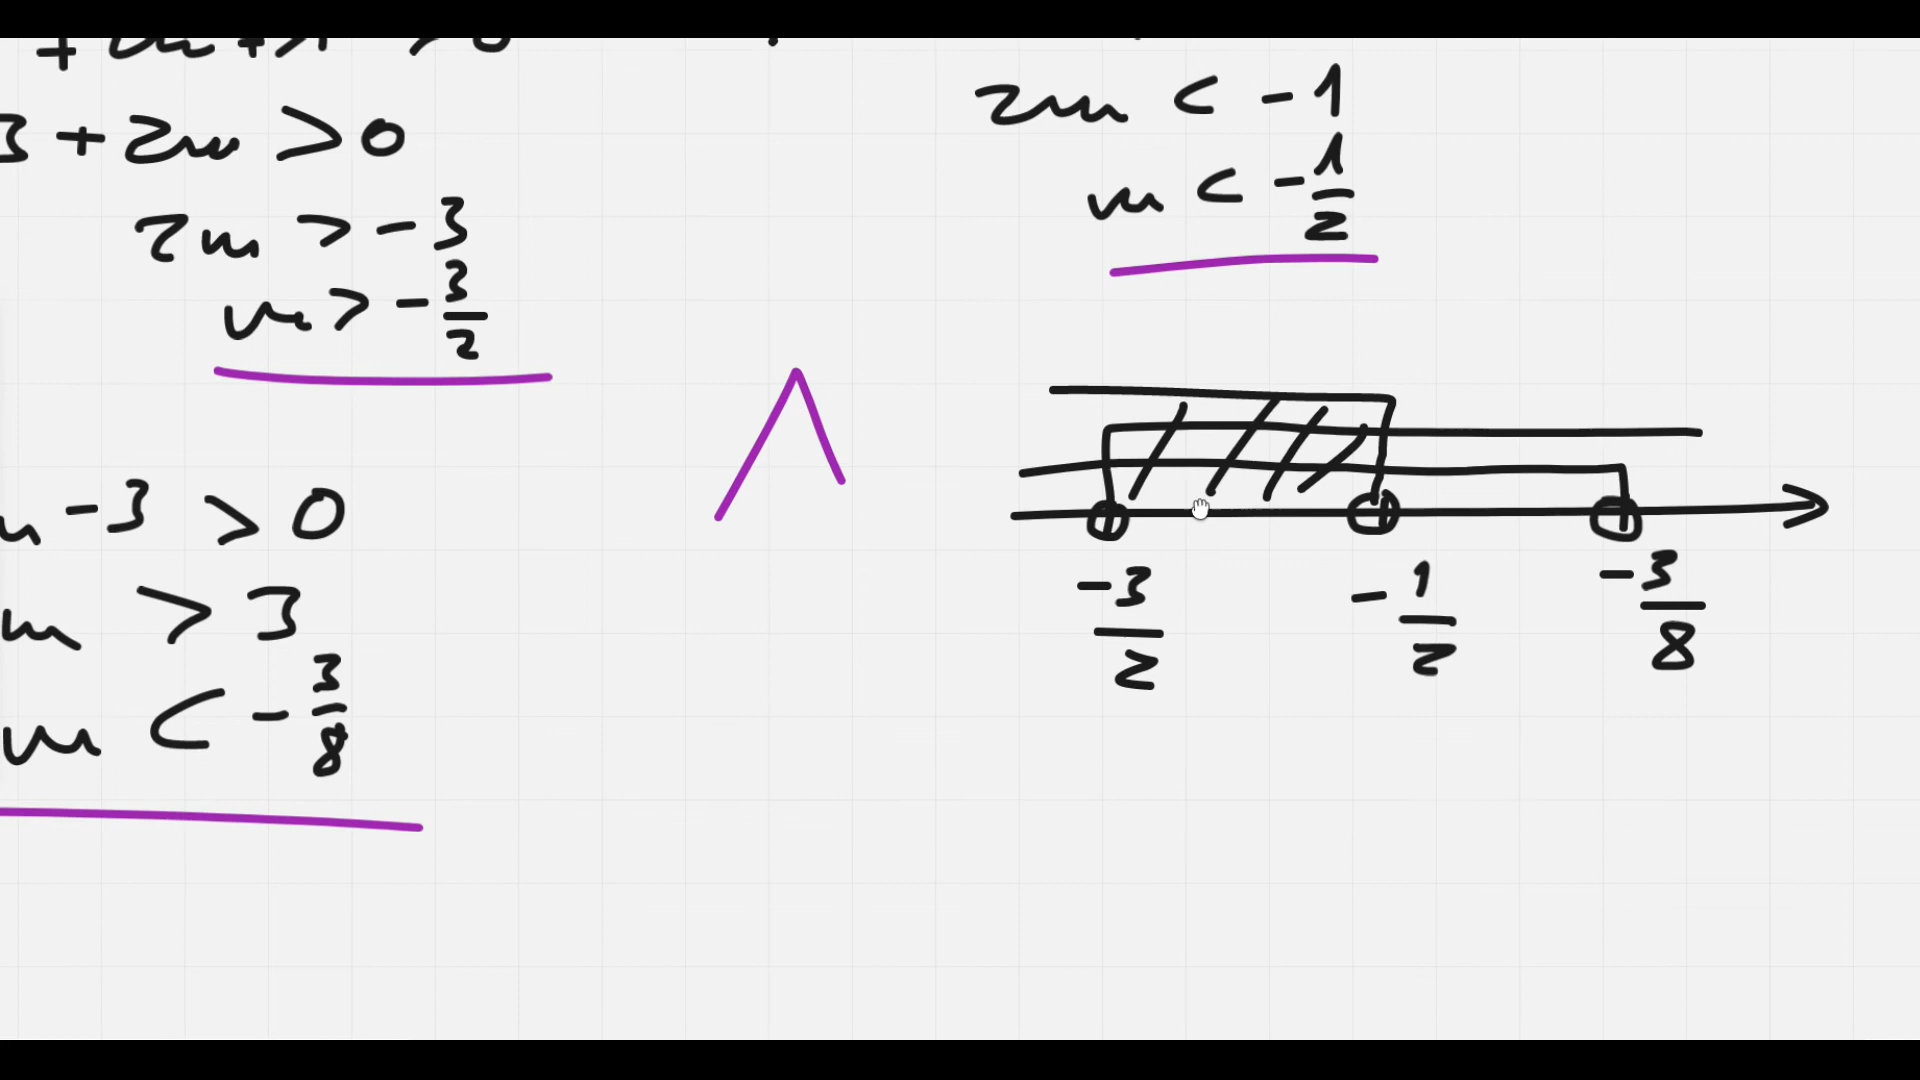 3 + 2m > 0
2m > -3
m > -3/2
m - 3 > 0
m > 3
m < -3/8
∧
2m < -1
m < -1/2
-3/2 -1/2 -3/8